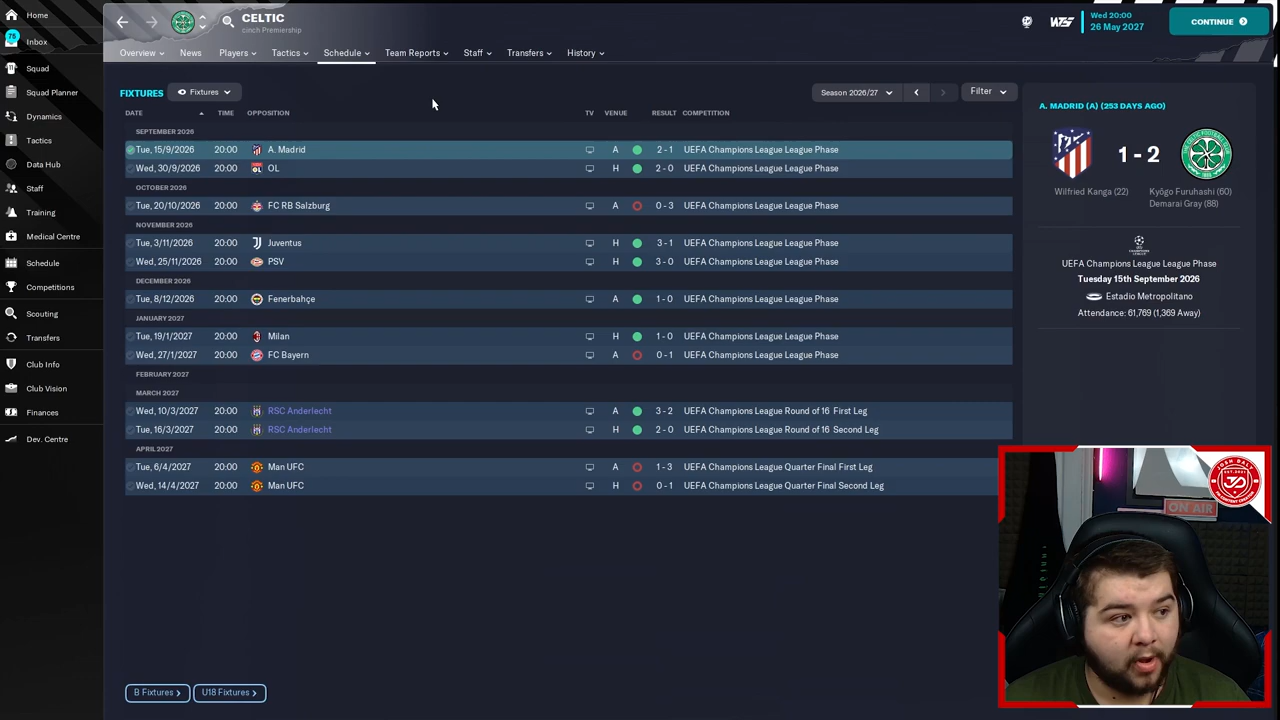 Home
76
Inbox
Squad
Squad Planner
Dynamics
Tactics
Data Hub
Staff
Training
Medical Centre
Schedule
Competitions
Scouting
Transfers
Club Info
Club Vision
Finances
Dev. Centre
CELTIC
cinch Premiership
Wed 20:00
26 May 2027
CONTINUE
Overview
News
Players
Tactics
Schedule
Team Reports
Staff
Transfers
History
FIXTURES
Fixtures
Season 2026/27
Filter
DATE TIME OPPOSITION TV VENUE RESULT COMPETITION
SEPTEMBER 2026
Tue, 15/9/2026 20:00 A. Madrid A 2 - 1 UEFA Champions League League Phase
Wed, 30/9/2026 20:00 OL H 2 - 0 UEFA Champions League League Phase
OCTOBER 2026
Tue, 20/10/2026 20:00 FC RB Salzburg A 0 - 3 UEFA Champions League League Phase
NOVEMBER 2026
Tue, 3/11/2026 20:00 Juventus H 3 - 1 UEFA Champions League League Phase
Wed, 25/11/2026 20:00 PSV H 3 - 0 UEFA Champions League League Phase
DECEMBER 2026
Tue, 8/12/2026 20:00 Fenerbahçe A 1 - 0 UEFA Champions League League Phase
JANUARY 2027
Tue, 19/1/2027 20:00 Milan H 1 - 0 UEFA Champions League League Phase
Wed, 27/1/2027 20:00 FC Bayern A 0 - 1 UEFA Champions League League Phase
FEBRUARY 2027
MARCH 2027
Wed, 10/3/2027 20:00 RSC Anderlecht A 3 - 2 UEFA Champions League Round of 16 First Leg
Tue, 16/3/2027 20:00 RSC Anderlecht H 2 - 0 UEFA Champions League Round of 16 Second Leg
APRIL 2027
Tue, 6/4/2027 20:00 Man UFC A 1 - 3 UEFA Champions League Quarter Final First Leg
Wed, 14/4/2027 20:00 Man UFC H 0 - 1 UEFA Champions League Quarter Final Second Leg
B Fixtures
U18 Fixtures
A. MADRID (A) (253 DAYS AGO)
1 - 2
Wilfried Kanga (22)
Kyōgo Furuhashi (60)
Demarai Gray (88)
UEFA Champions League League Phase
Tuesday 15th September 2026
Estadio Metropolitano
Attendance: 61,769 (1,369 Away)
JOSH DALY
JD
ON AIR